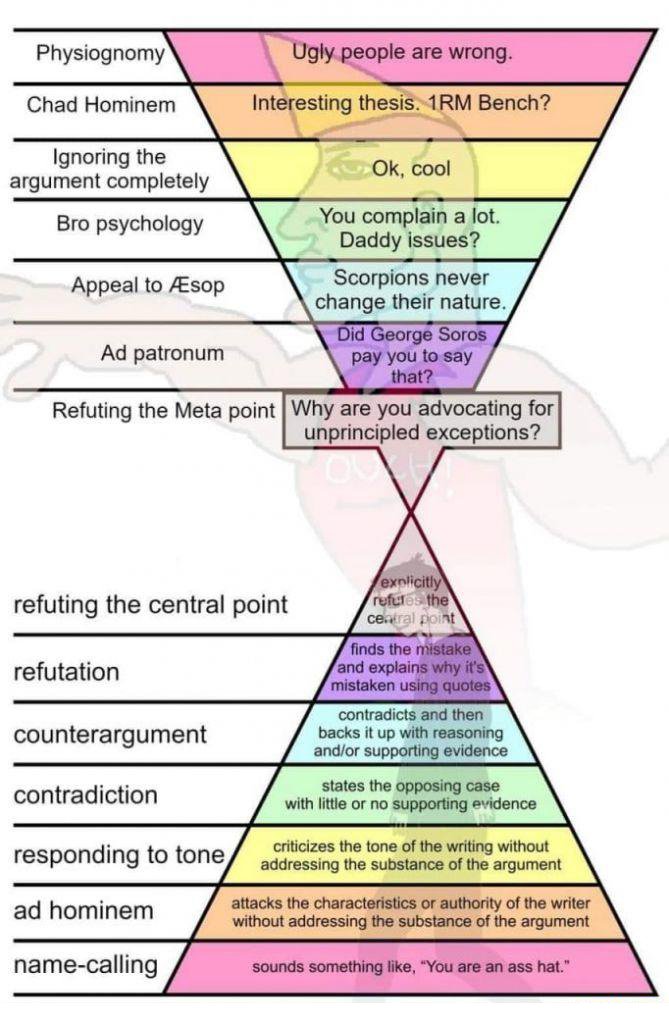 Physiognomy
Ugly people are wrong.
Chad Hominem
Interesting thesis. 1RM Bench?
Ignoring the
argument completely
Ok, cool
Bro psychology
You complain a lot.
Daddy issues?
Appeal to Æsop
Scorpions never
change their nature.
Ad patronum
Did George Soros
pay you to say
that?
Refuting the Meta point
Why are you advocating for
unprincipled exceptions?
OUCH!
refuting the central point
explicitly
refutes the
central point
refutation
finds the mistake
and explains why it's
mistaken using quotes
counterargument
contradicts and then
backs it up with reasoning
and/or supporting evidence
contradiction
states the opposing case
with little or no supporting evidence
responding to tone
criticizes the tone of the writing without
addressing the substance of the argument
ad hominem
attacks the characteristics or authority of the writer
without addressing the substance of the argument
name-calling
sounds something like, "You are an ass hat."